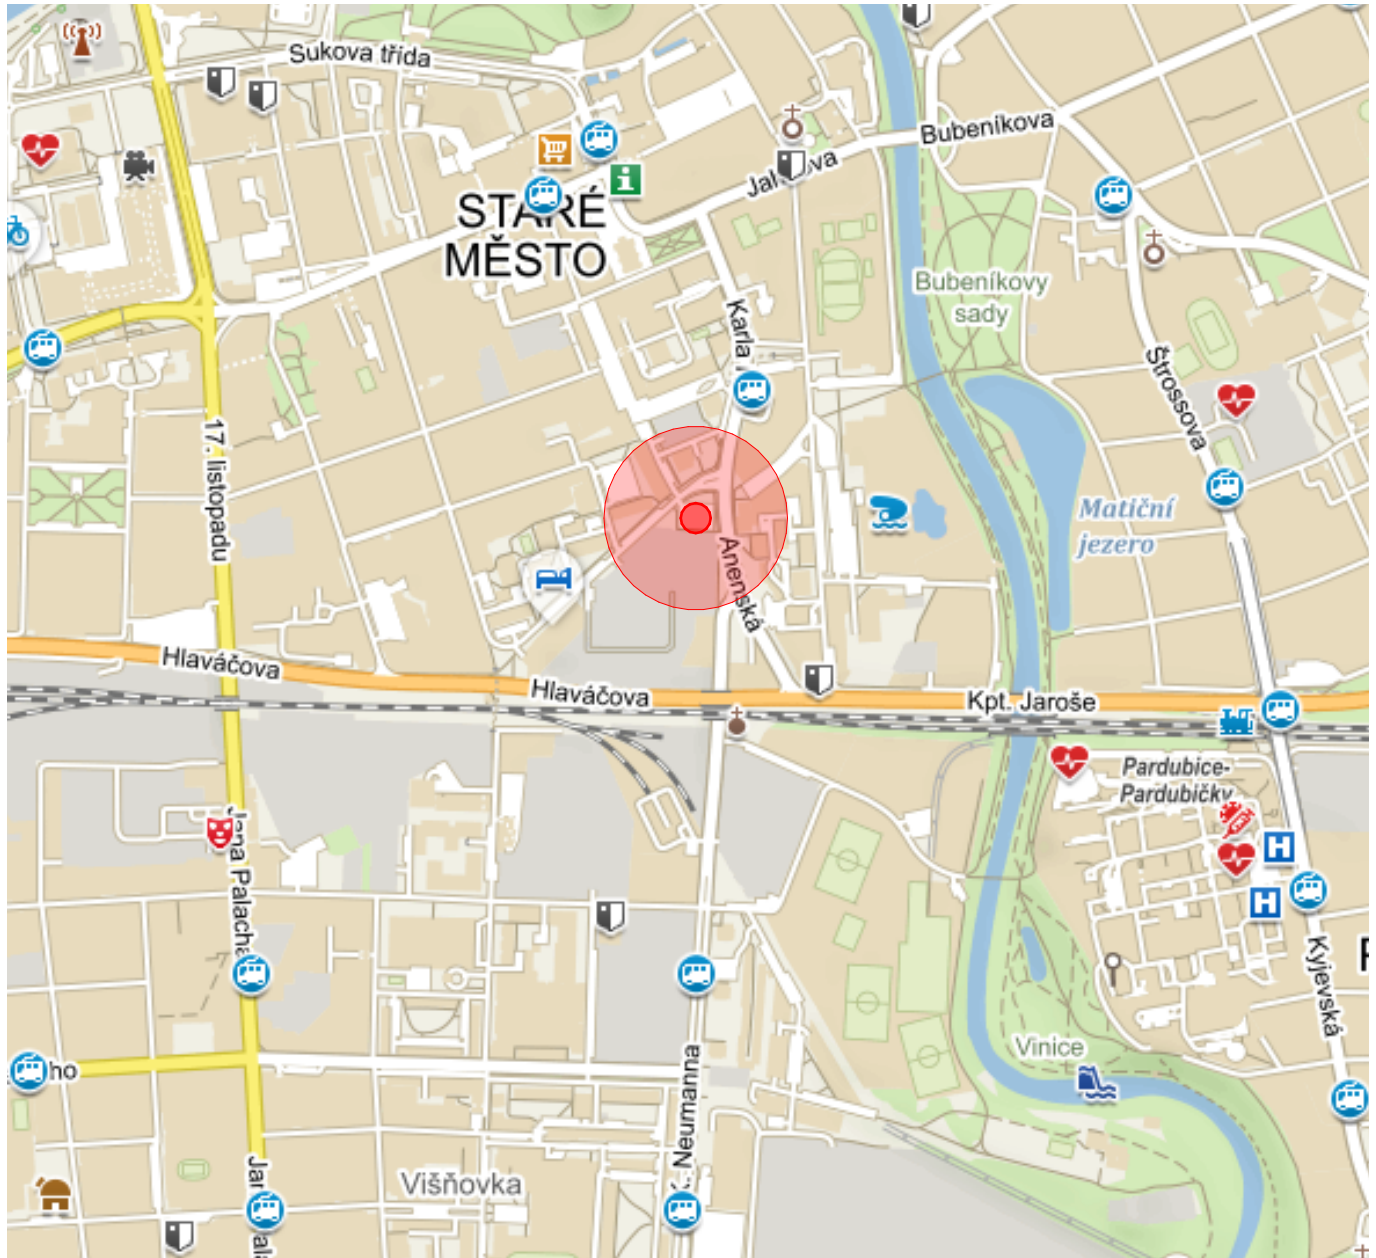 Sukova třída
Bubeníkova
STARÉ
MĚSTO
Bubeníkovy
sady
Karla
Štrossova
17. listopadu
Matiční
jezero
Anenská
Hlaváčova
Hlaváčova
Kpt. Jaroše
Pardubice-
Pardubičky
Jana Palacha
H
H
Kyjevská
Vinice
ho
K. Neumanna
Višňovka